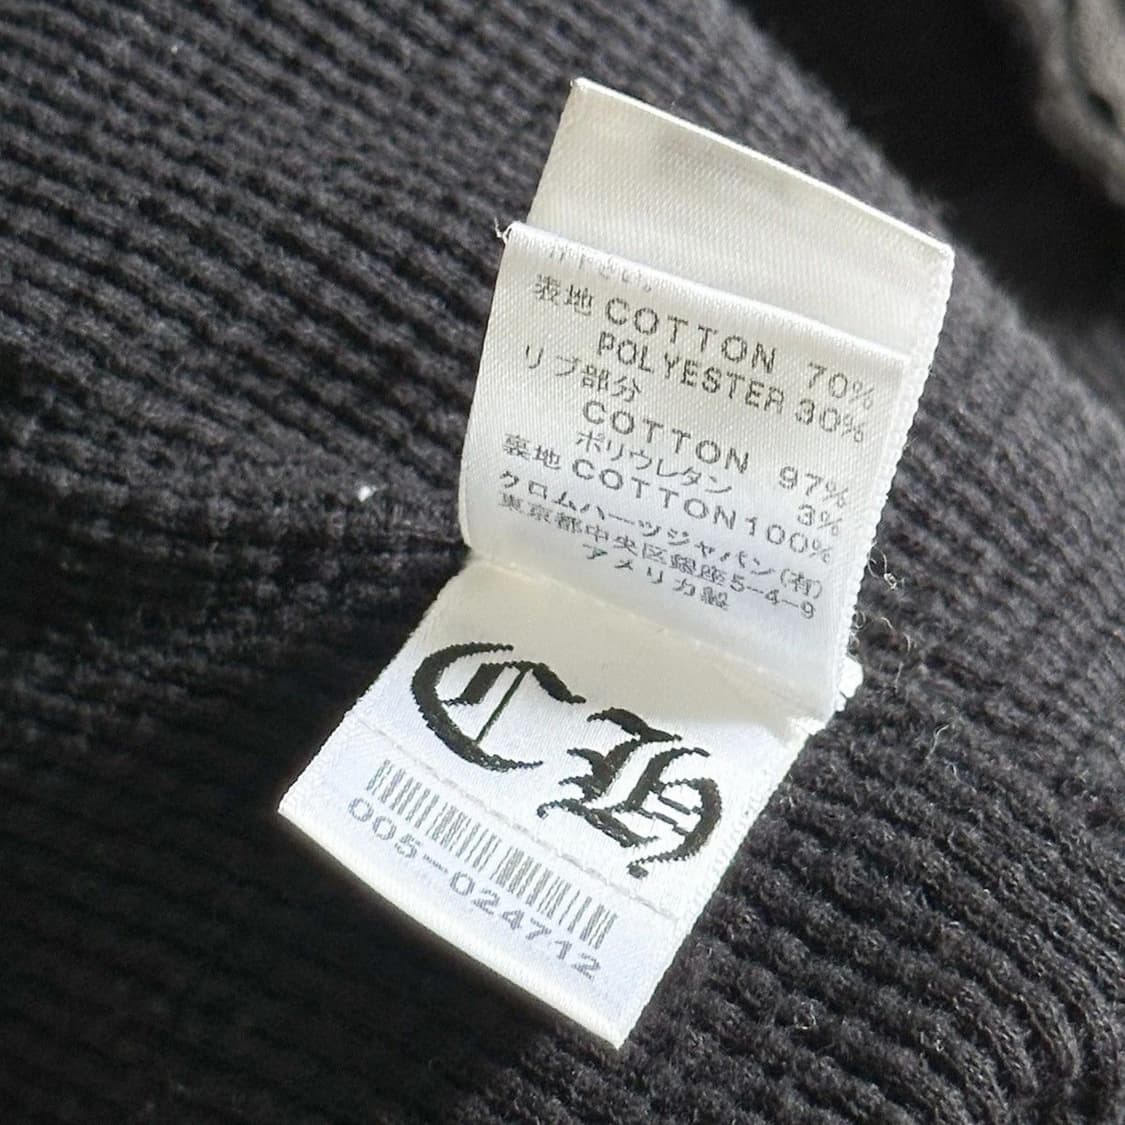 表地 COTTON 70%
POLYESTER 30%
リブ部分
COTTON 97%
ポリウレタン 3%
裏地 COTTON 100%
クロムハーツジャパン(有)
東京都中央区銀座5-4-9
アメリカ製
CH
005-024712